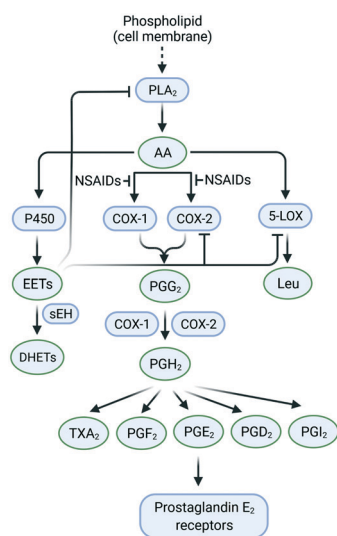 Phospholipid
(cell membrane)
PLA₂
AA
NSAIDs
NSAIDs
P450
COX-1
COX-2
5-LOX
EETs
PGG₂
Leu
sEH
COX-1
COX-2
DHETs
PGH₂
TXA₂
PGF₂
PGE₂
PGD₂
PGI₂
Prostaglandin E₂
receptors